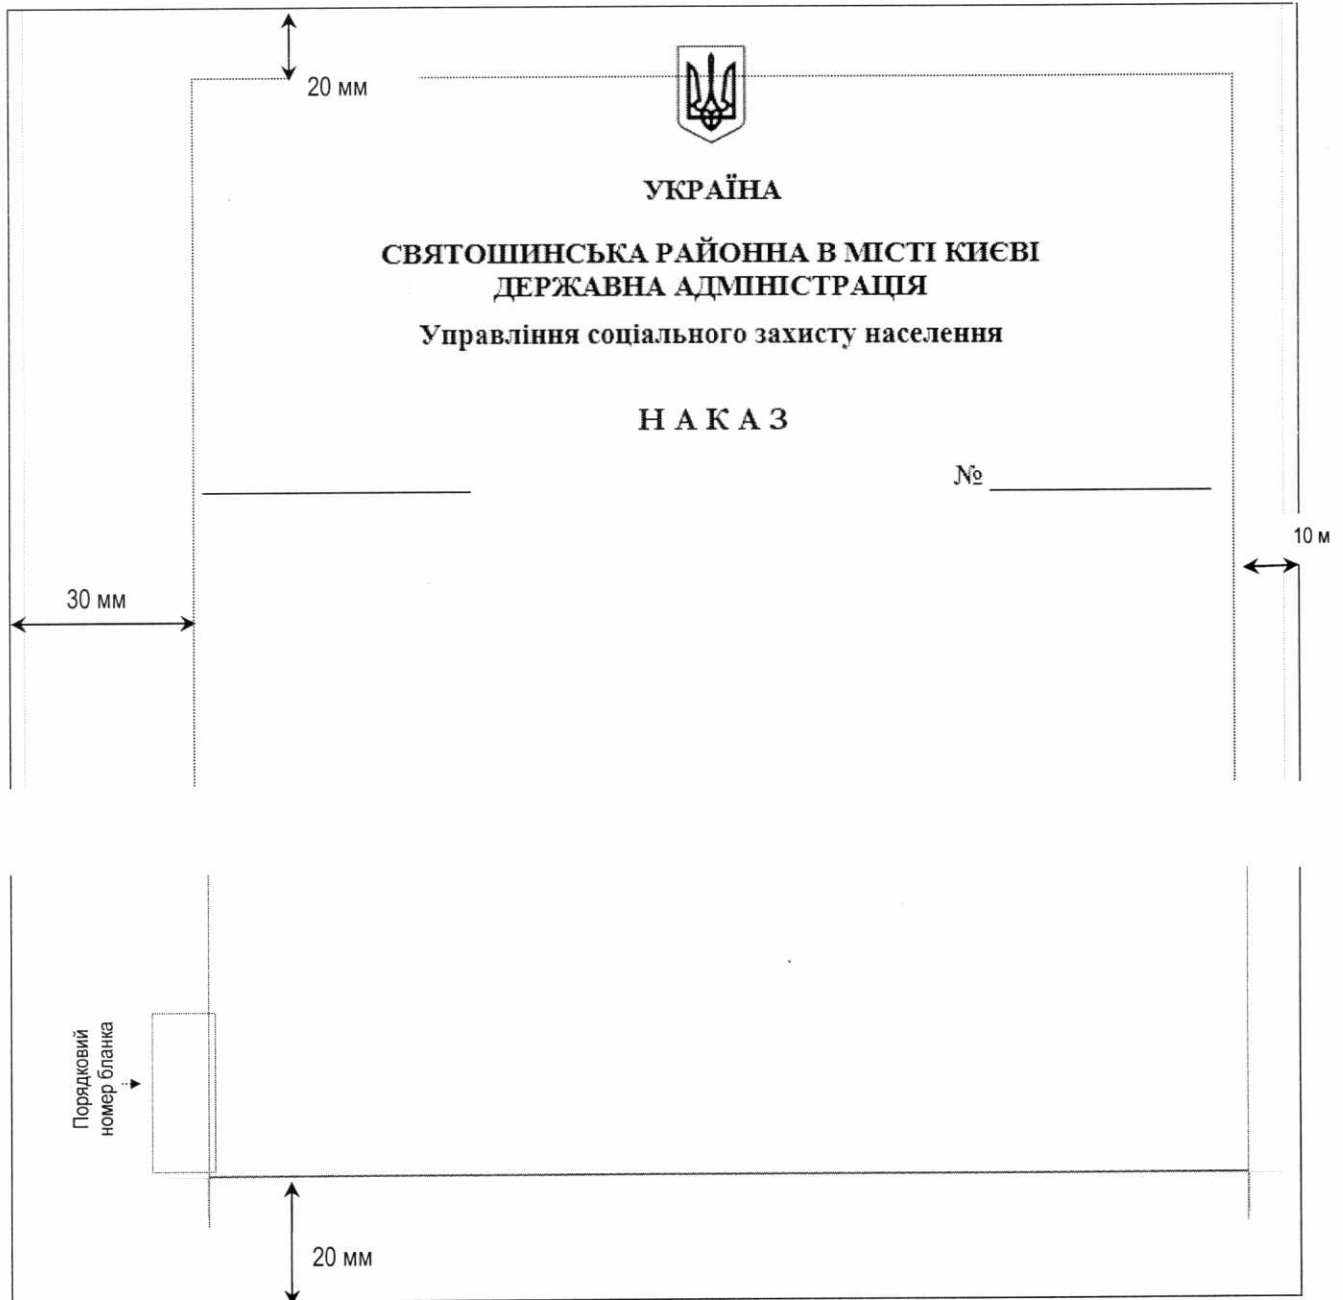 20 мм
УКРАЇНА
СВЯТОШИНСЬКА РАЙОННА В МІСТІ КИЄВІ
ДЕРЖАВНА АДМІНІСТРАЦІЯ
Управління соціального захисту населення
Н А К А З
№
10 м
30 мм
Порядковий
номер бланка
20 мм